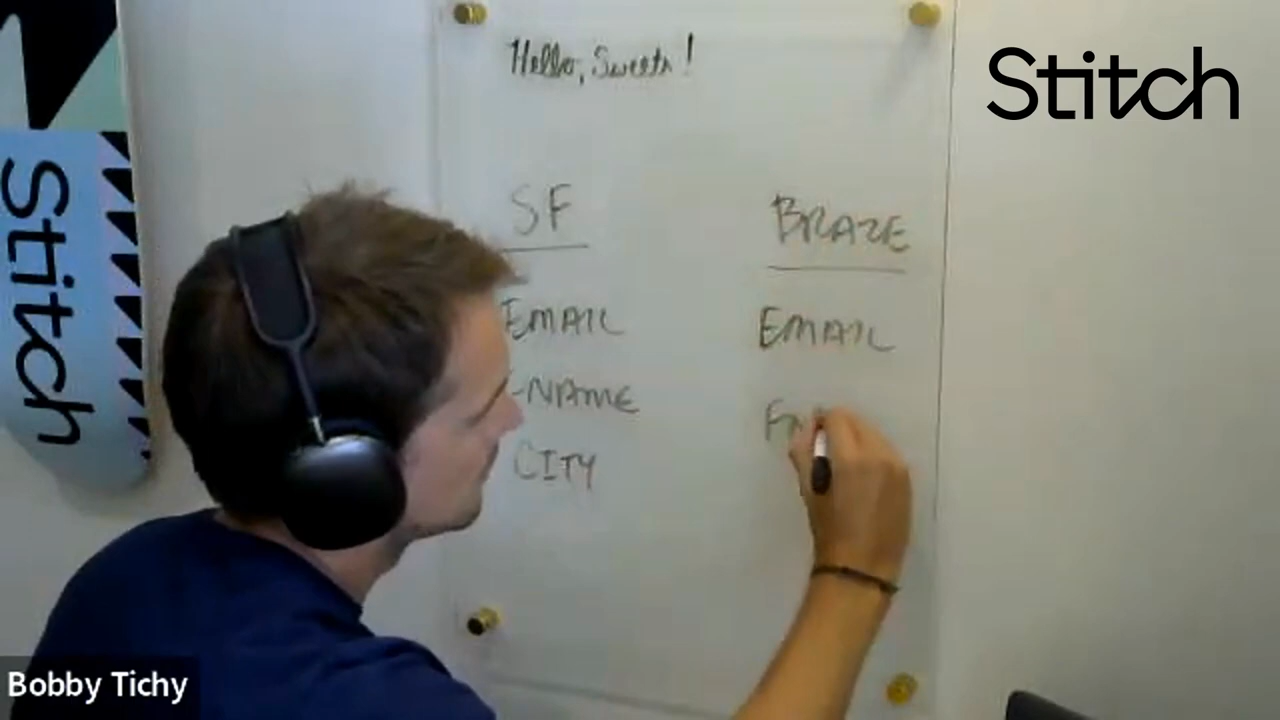 Stitch
Stitch
Hello, Sweets!
SF
BRAZE
EMAIL
EMAIL
-NAME
CITY
Bobby Tichy